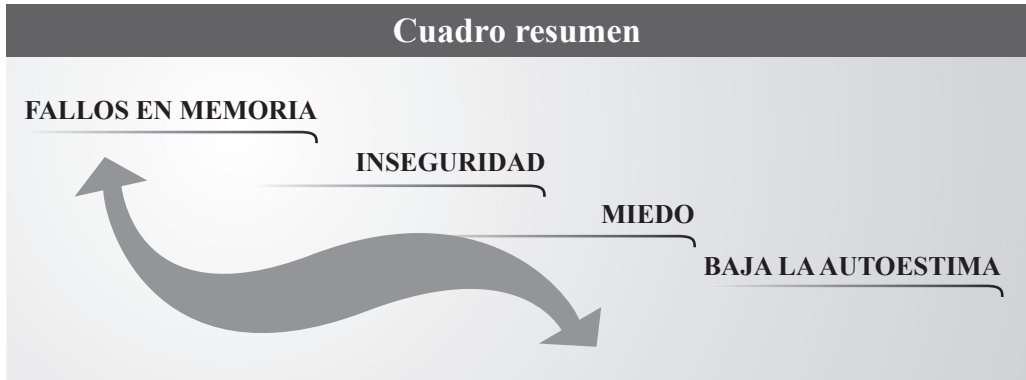 Cuadro resumen
FALLOS EN MEMORIA
INSEGURIDAD
MIEDO
BAJA LA AUTOESTIMA